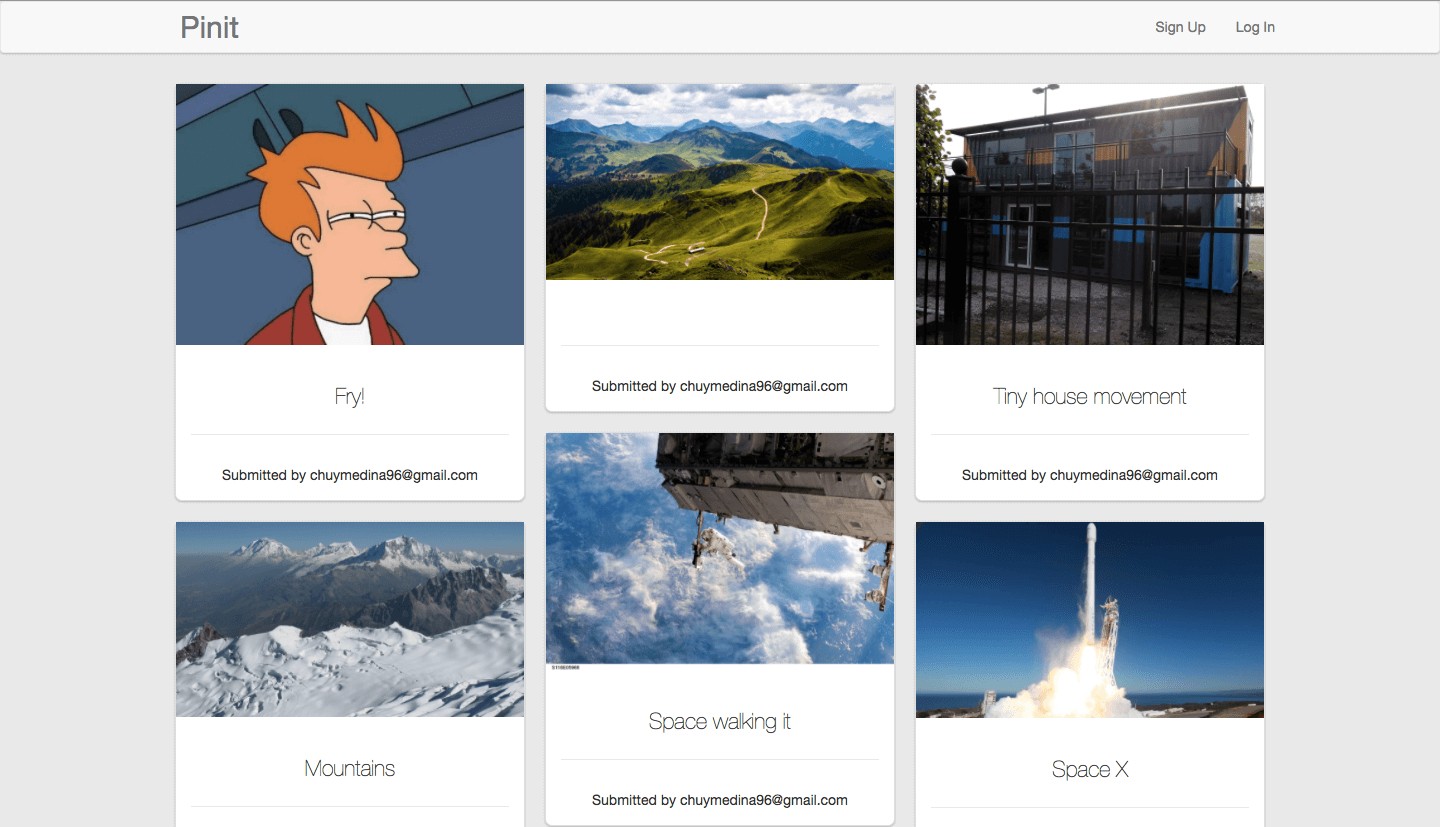 Pinit
Sign Up
Log In
Fry!
Submitted by chuymedina96@gmail.com
Submitted by chuymedina96@gmail.com
Tiny house movement
Submitted by chuymedina96@gmail.com
Mountains
Space walking it
Submitted by chuymedina96@gmail.com
Space X